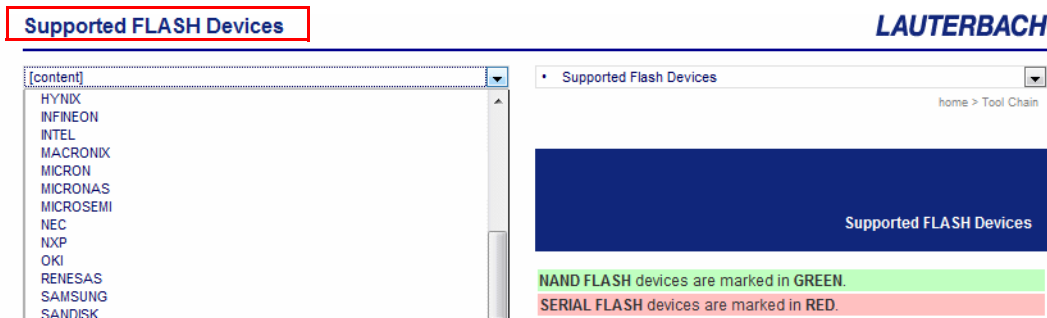 Supported FLASH Devices
LAUTERBACH
[content]
HYNIX
INFINEON
INTEL
MACRONIX
MICRON
MICRONAS
MICROSEMI
NEC
NXP
OKI
RENESAS
SAMSUNG
SANDISK
• Supported Flash Devices
home > Tool Chain
Supported FLASH Devices
NAND FLASH devices are marked in GREEN.
SERIAL FLASH devices are marked in RED.